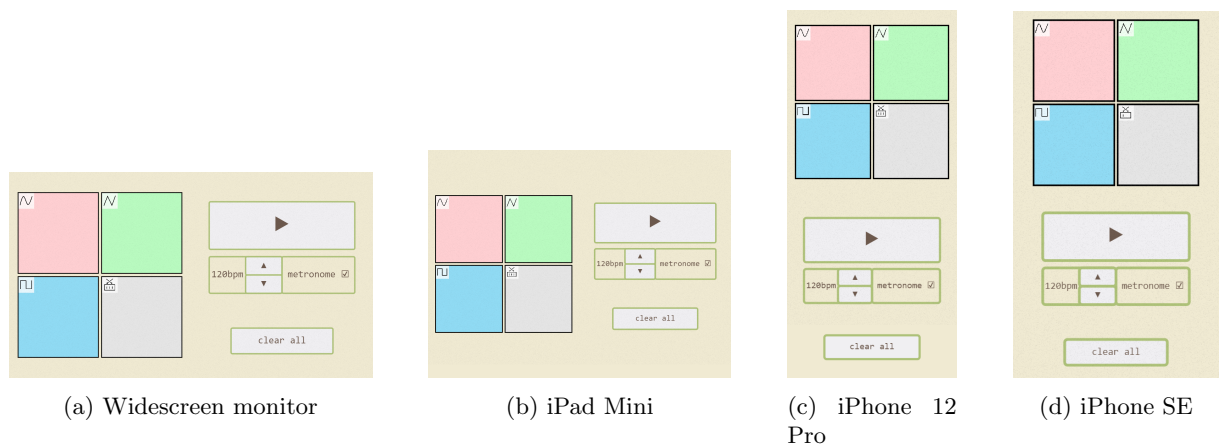 120bpm ▲ ▼ metronome ☑
clear all
(a) Widescreen monitor
120bpm ▲ ▼ metronome ☑
clear all
(b) iPad Mini
120bpm ▲ ▼ metronome ☑
clear all
(c) iPhone 12
Pro
120bpm ▲ ▼ metronome ☑
clear all
(d) iPhone SE